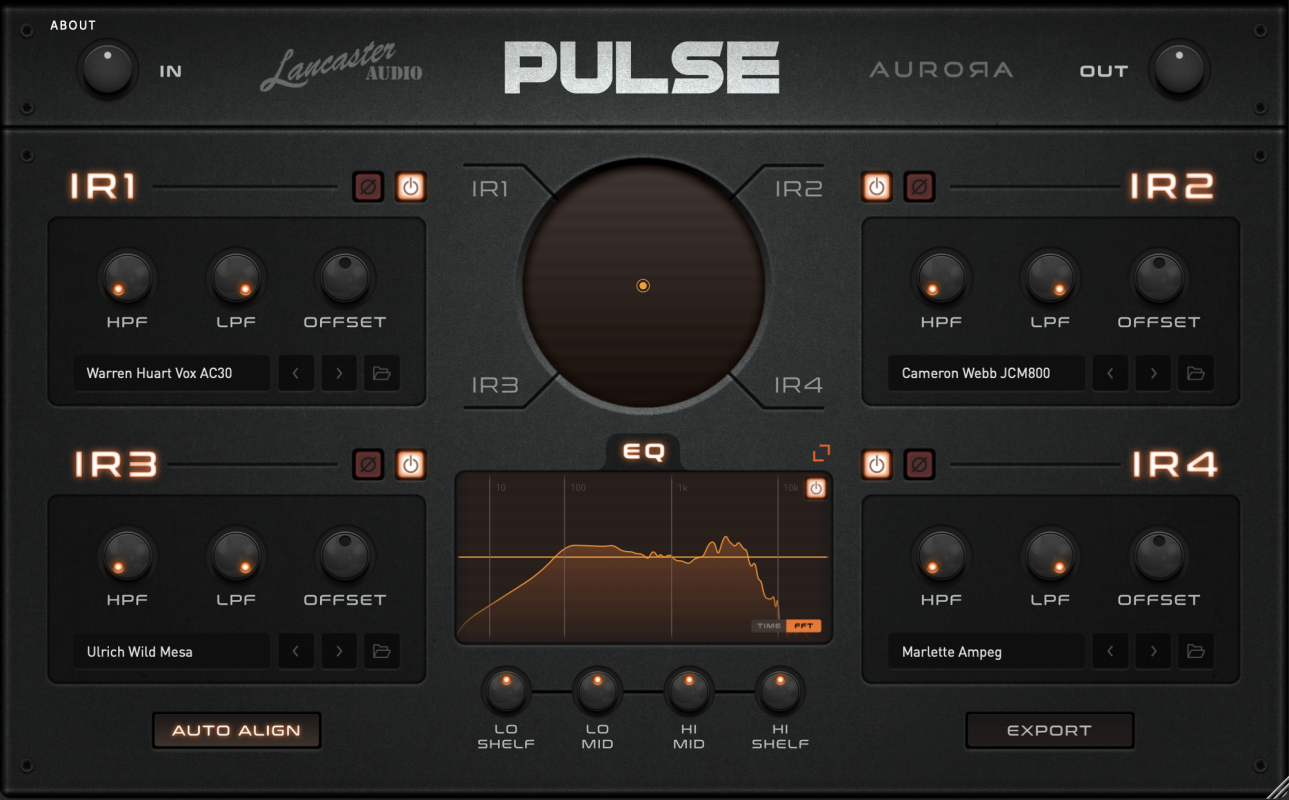 ABOUT
IN
Lancaster
AUDIO
PULSE
AURORA
OUT
IR1
IR1
IR2
IR2
HPF
LPF
OFFSET
HPF
LPF
OFFSET
Warren Huart Vox AC30
IR3
IR4
Cameron Webb JCM800
IR3
EQ
IR4
10
100
1k
10k
HPF
LPF
OFFSET
HPF
LPF
OFFSET
TIME
FFT
Ulrich Wild Mesa
Marlette Ampeg
AUTO ALIGN
LO
SHELF
LO
MID
HI
MID
HI
SHELF
EXPORT